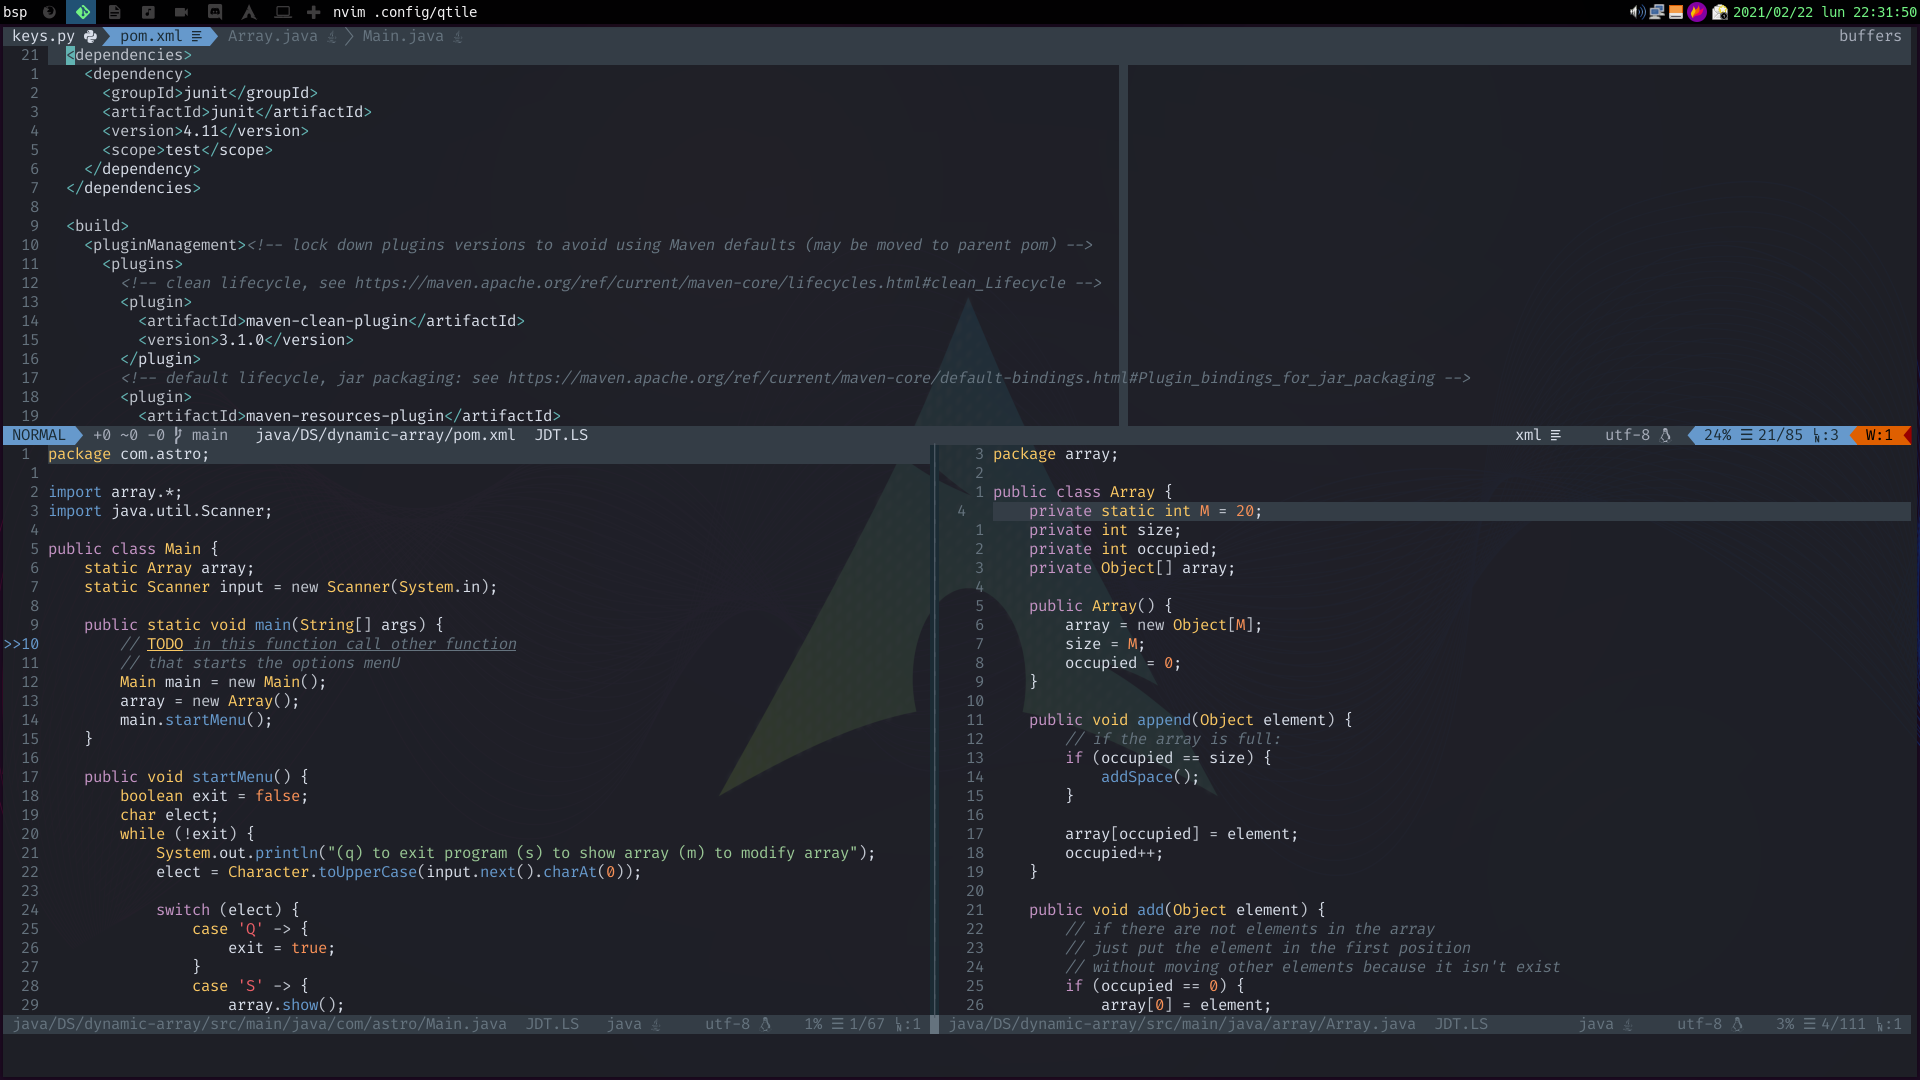 bsp nvim .config/qtile 2021/02/22 lun 22:31:50
keys.py pom.xml Array.java Main.java buffers
21 <dependencies>
1 <dependency>
2 <groupId>junit</groupId>
3 <artifactId>junit</artifactId>
4 <version>4.11</version>
5 <scope>test</scope>
6 </dependency>
7 </dependencies>
8
9 <build>
10 <pluginManagement><!-- lock down plugins versions to avoid using Maven defaults (may be moved to parent pom) -->
11 <plugins>
12 <!-- clean lifecycle, see https://maven.apache.org/ref/current/maven-core/lifecycles.html#clean_Lifecycle -->
13 <plugin>
14 <artifactId>maven-clean-plugin</artifactId>
15 <version>3.1.0</version>
16 </plugin>
17 <!-- default lifecycle, jar packaging: see https://maven.apache.org/ref/current/maven-core/default-bindings.html#Plugin_bindings_for_jar_packaging -->
18 <plugin>
19 <artifactId>maven-resources-plugin</artifactId>
NORMAL +0 ~0 -0 main java/DS/dynamic-array/pom.xml JDT.LS xml utf-8 24% ☰ 21/85 :3 W:1
1 package com.astro;
1
2 import array.*;
3 import java.util.Scanner;
4
5 public class Main {
6 static Array array;
7 static Scanner input = new Scanner(System.in);
8
9 public static void main(String[] args) {
>>10 // TODO in this function call other function
11 // that starts the options menU
12 Main main = new Main();
13 array = new Array();
14 main.startMenu();
15 }
16
17 public void startMenu() {
18 boolean exit = false;
19 char elect;
20 while (!exit) {
21 System.out.println("(q) to exit program (s) to show array (m) to modify array");
22 elect = Character.toUpperCase(input.next().charAt(0));
23
24 switch (elect) {
25 case 'Q' -> {
26 exit = true;
27 }
28 case 'S' -> {
29 array.show();
java/DS/dynamic-array/src/main/java/com/astro/Main.java JDT.LS java utf-8 1% ☰ 1/67 :1
3 package array;
2
1 public class Array {
4 private static int M = 20;
1 private int size;
2 private int occupied;
3 private Object[] array;
4
5 public Array() {
6 array = new Object[M];
7 size = M;
8 occupied = 0;
9 }
10
11 public void append(Object element) {
12 // if the array is full:
13 if (occupied == size) {
14 addSpace();
15 }
16
17 array[occupied] = element;
18 occupied++;
19 }
20
21 public void add(Object element) {
22 // if there are not elements in the array
23 // just put the element in the first position
24 // without moving other elements because it isn't exist
25 if (occupied == 0) {
26 array[0] = element;
java/DS/dynamic-array/src/main/java/array/Array.java JDT.LS java utf-8 3% ☰ 4/111 :1